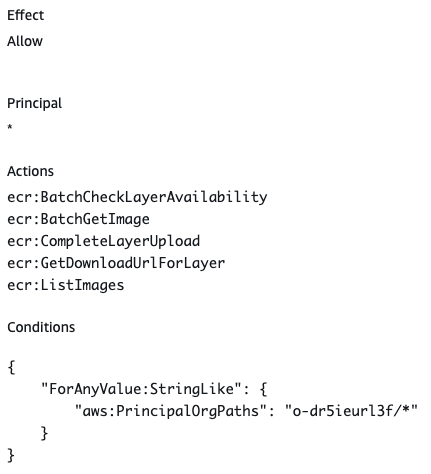 Effect
Allow
Principal
*
Actions
ecr:BatchCheckLayerAvailability
ecr:BatchGetImage
ecr:CompleteLayerUpload
ecr:GetDownloadUrlForLayer
ecr:ListImages
Conditions
{
    "ForAnyValue:StringLike": {
        "aws:PrincipalOrgPaths": "o-dr5ieurl3f/*"
    }
}